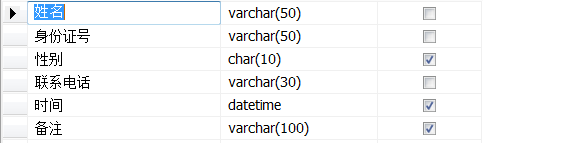 姓名 varchar(50)
身份证号 varchar(50)
性别 char(10)
联系电话 varchar(30)
时间 datetime
备注 varchar(100)